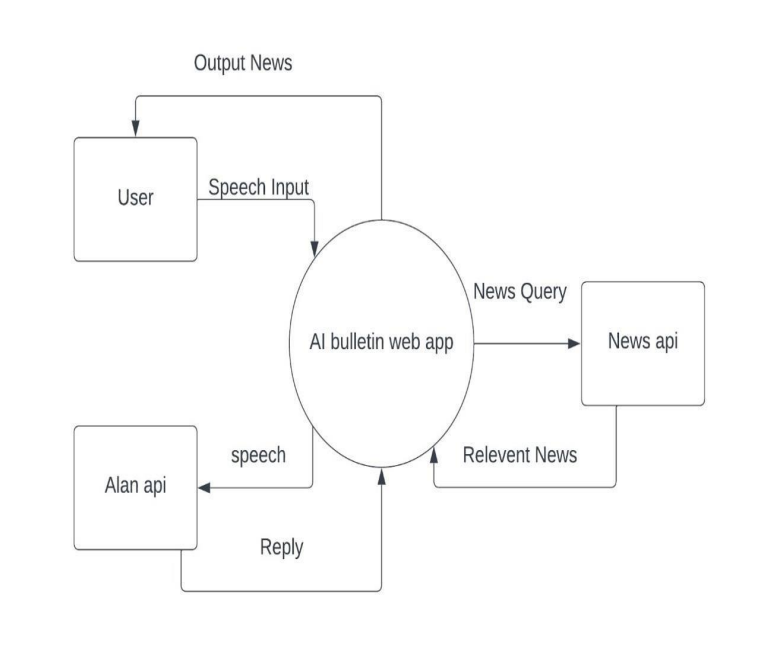 Output News
User
Speech Input
News Query
AI bulletin web app
News api
speech
Relevent News
Alan api
Reply